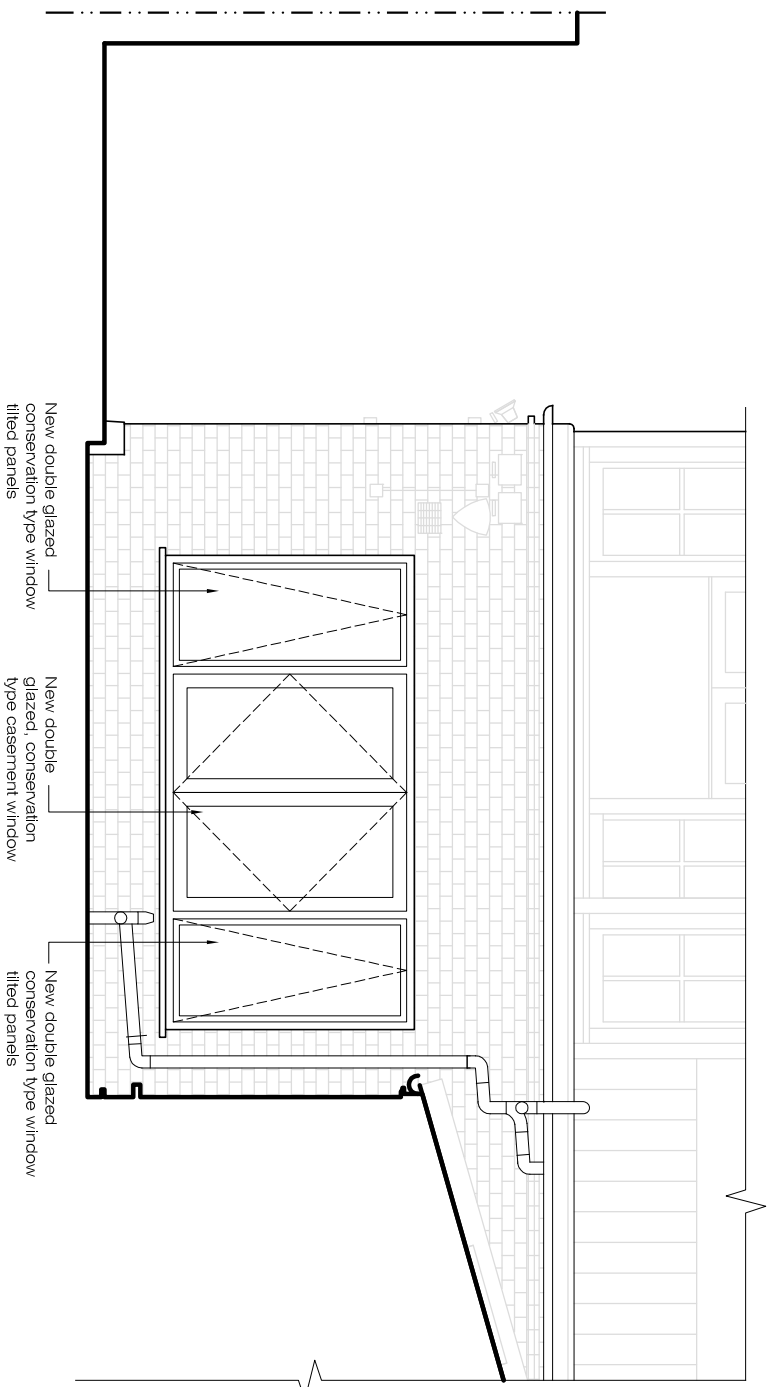 New double glazed
conservation type window
tilted panels
New double
glazed, conservation
type casement window
New double glazed
conservation type window
tilted panels